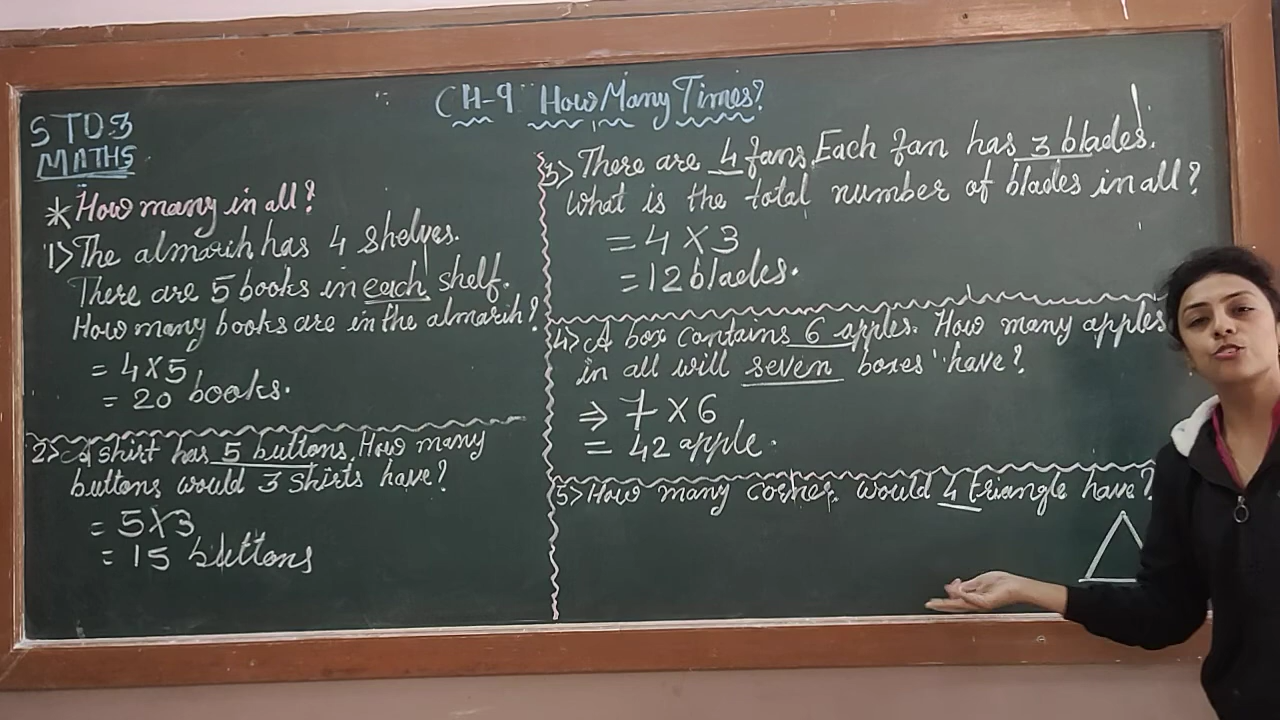 CH-9 How Many Times?
STD3
MATHS
* How many in all?
1> The almarih has 4 shelves.
There are 5 books in each shelf.
How many books are in the almarih?
= 4 X 5
= 20 books.
2> A shirt has 5 buttons. How many
buttons would 3 shirts have?
= 5 X 3
= 15 buttons
3> There are 4 fans. Each fan has 3 blades.
What is the total number of blades in all?
= 4 X 3
= 12 blades.
4> A box contains 6 apples. How many apples
in all will seven boxes have?
⇒ 7 X 6
= 42 apple.
5> How many corner would 4 triangle have?